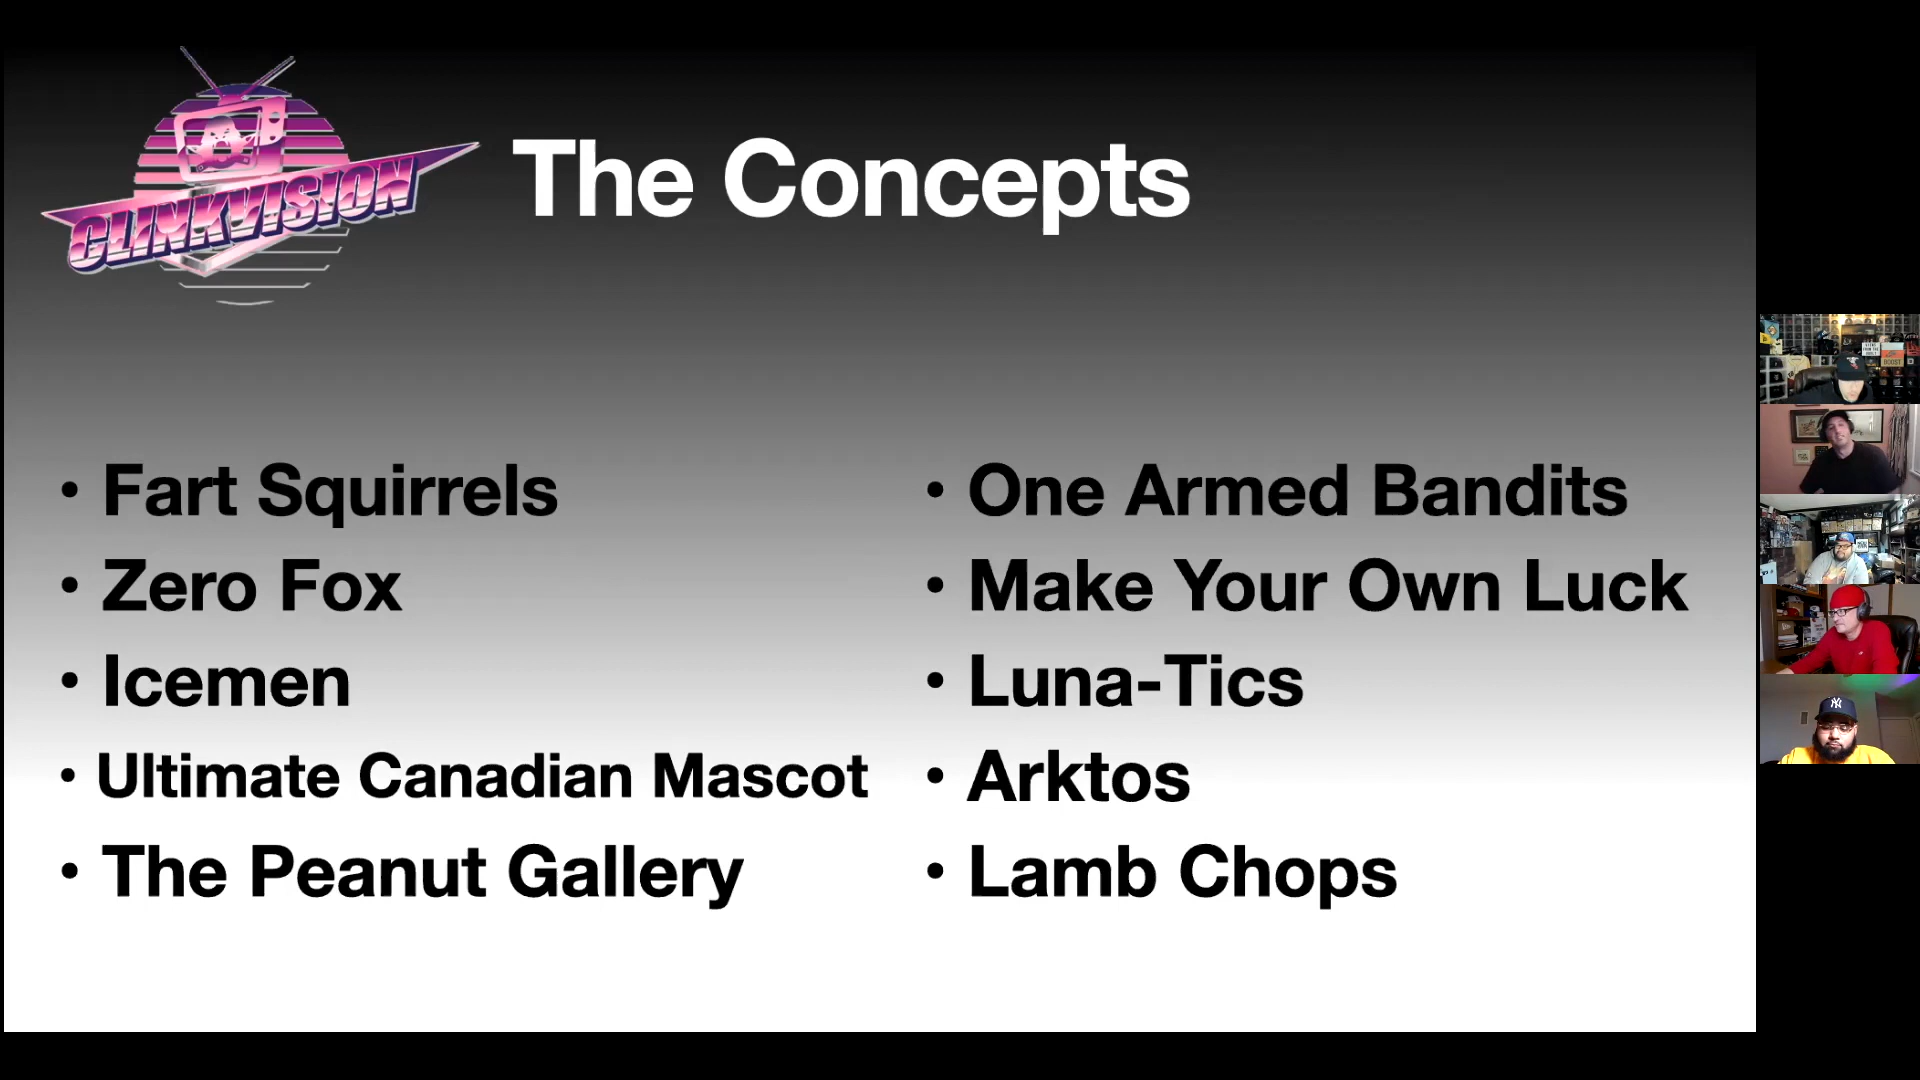 CLINKVISION
The Concepts
• Fart Squirrels
• Zero Fox
• Icemen
• Ultimate Canadian Mascot
• The Peanut Gallery
• One Armed Bandits
• Make Your Own Luck
• Luna-Tics
• Arktos
• Lamb Chops